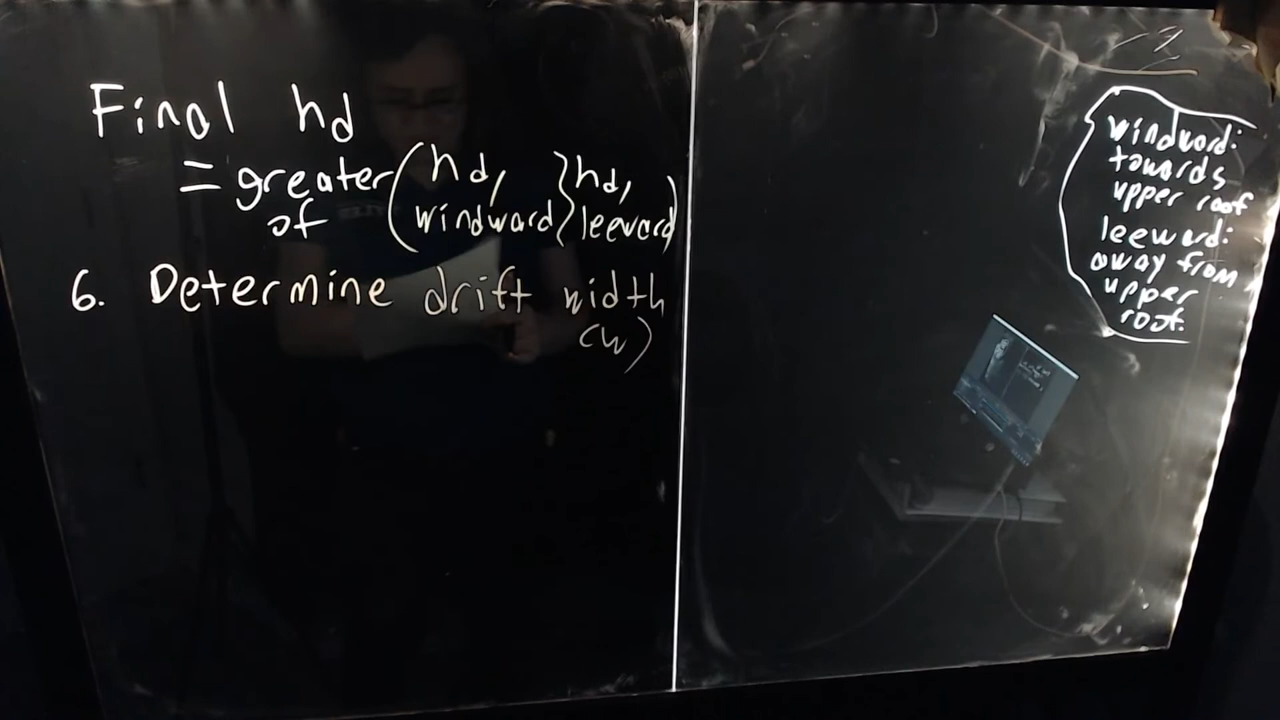 Final hd
= greater (hd, } hd,
of windward } leeward)
6. Determine drift width
(w)
windward:
towards
upper roof
leeward:
away from
upper
roof.